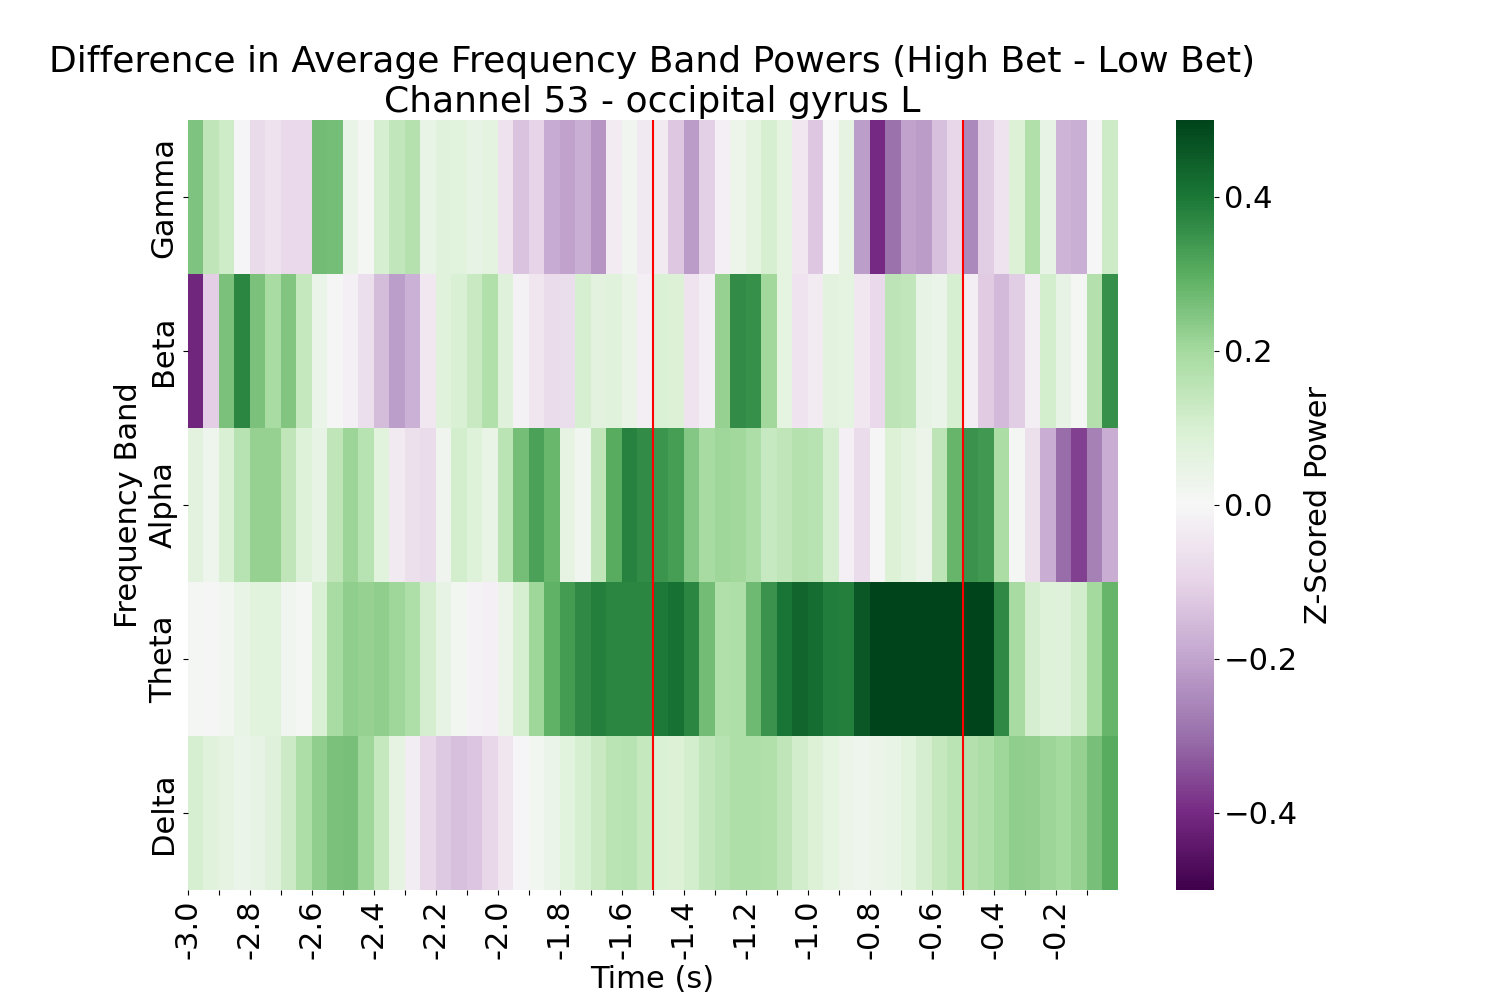 Difference in Average Frequency Band Powers (High Bet - Low Bet)
Channel 53 - occipital gyrus L
Frequency Band
Gamma
Beta
Alpha
Theta
Delta
-3.0
-2.8
-2.6
-2.4
-2.2
-2.0
-1.8
-1.6
-1.4
-1.2
-1.0
-0.8
-0.6
-0.4
-0.2
Time (s)
0.4
0.2
0.0
−0.2
−0.4
Z-Scored Power